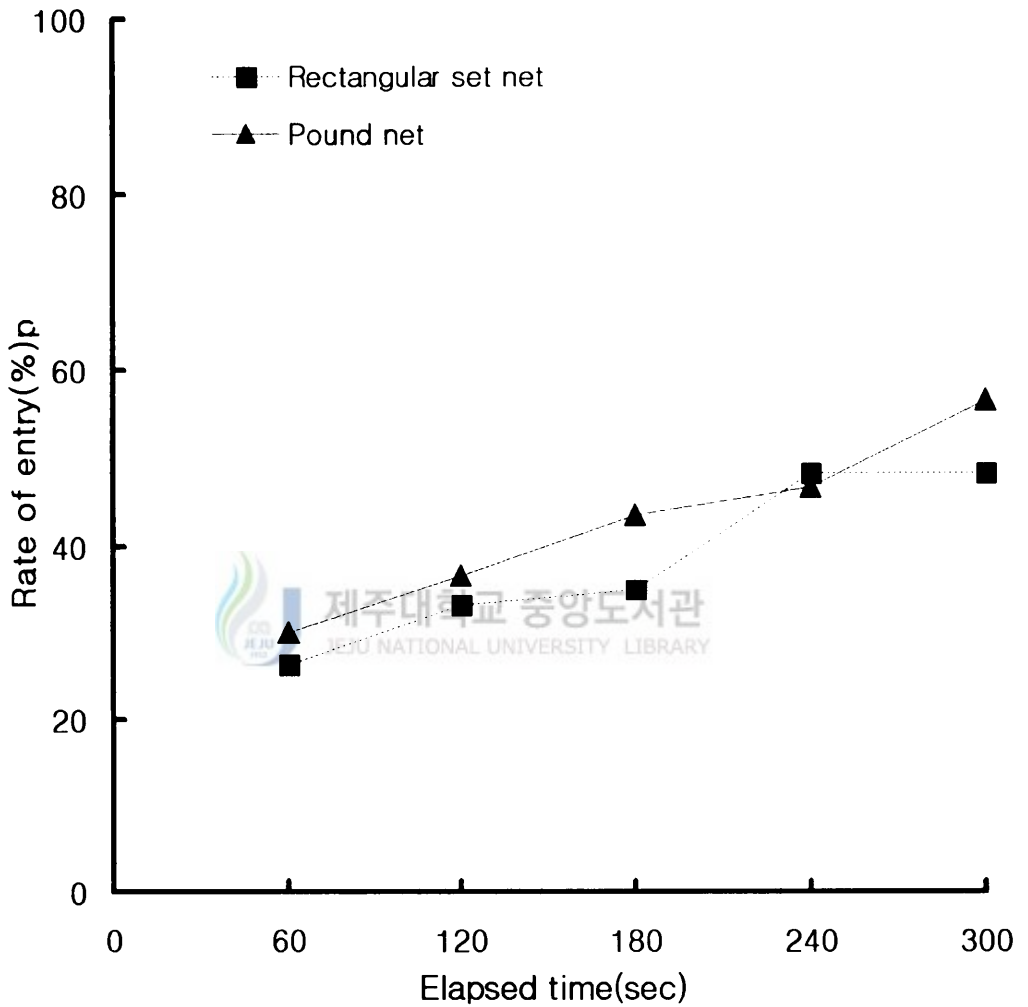 100
80
60
40
20
0
Rate of entry(%)p
Rectangular set net
Pound net
제주대학교 중앙도서관
JEJU NATIONAL UNIVERSITY LIBRARY
JEJU
0 60 120 180 240 300
Elapsed time(sec)